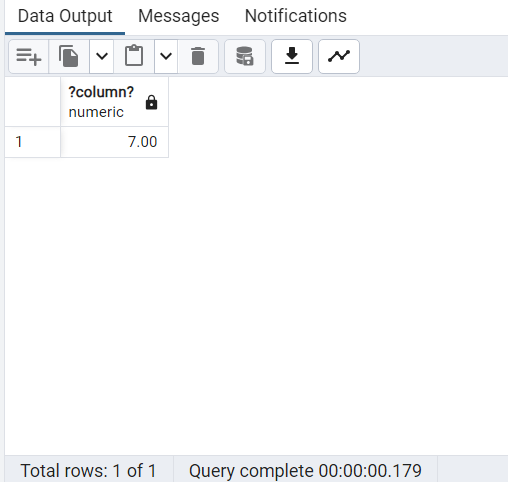 Data Output Messages Notifications
?column?
numeric
1 7.00
Total rows: 1 of 1 Query complete 00:00:00.179